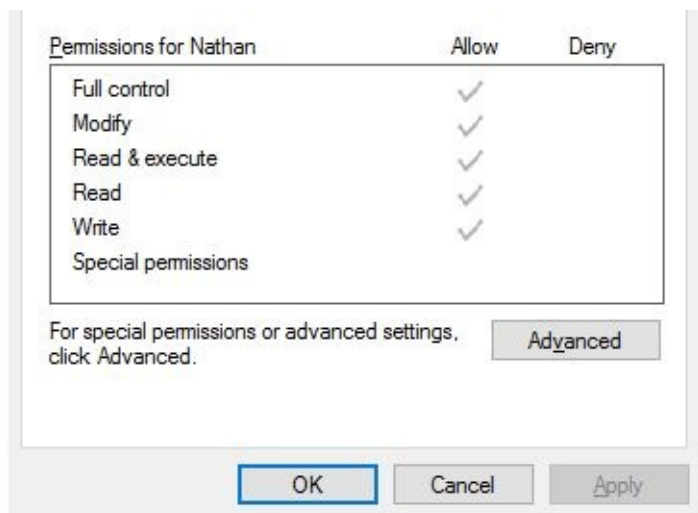 Permissions for Nathan Allow Deny
Full control
Modify
Read & execute
Read
Write
Special permissions
For special permissions or advanced settings, Advanced
click Advanced.
OK Cancel Apply